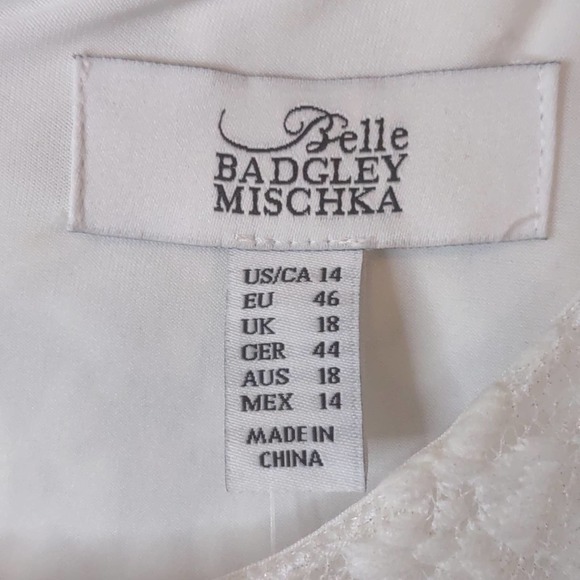 Belle
BADGLEY
MISCHKA
US/CA 14
EU 46
UK 18
GER 44
AUS 18
MEX 14
MADE IN
CHINA